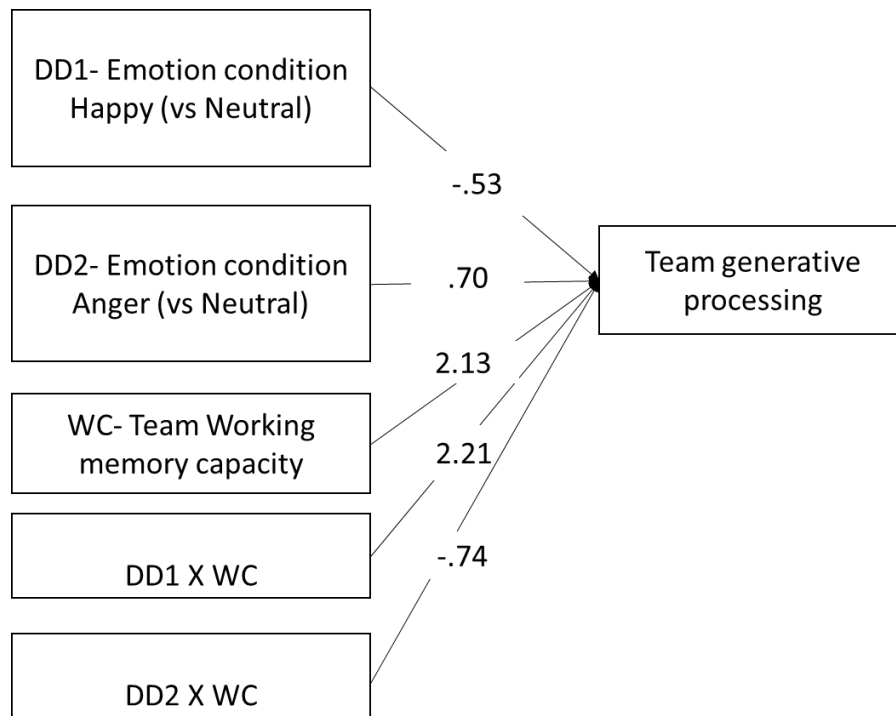 DD1- Emotion condition
Happy (vs Neutral)
-.53
DD2- Emotion condition
Anger (vs Neutral)
.70
Team generative
processing
WC- Team Working
memory capacity
2.13
DD1 X WC
2.21
DD2 X WC
-.74